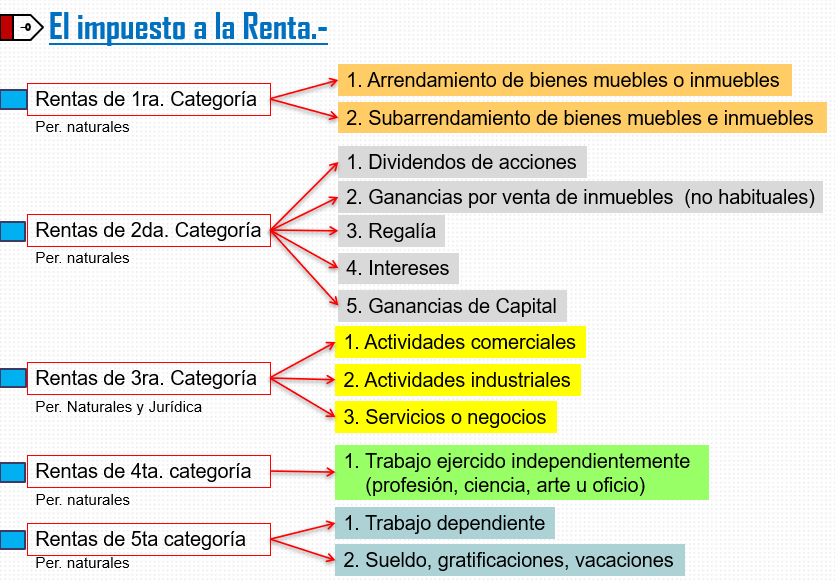 El impuesto a la Renta.-
Rentas de 1ra. Categoría
Per. naturales
1. Arrendamiento de bienes muebles o inmuebles
2. Subarrendamiento de bienes muebles e inmuebles
Rentas de 2da. Categoría
Per. naturales
1. Dividendos de acciones
2. Ganancias por venta de inmuebles (no habituales)
3. Regalía
4. Intereses
5. Ganancias de Capital
Rentas de 3ra. Categoría
Per. Naturales y Jurídica
1. Actividades comerciales
2. Actividades industriales
3. Servicios o negocios
Rentas de 4ta. categoría
Per. naturales
1. Trabajo ejercido independientemente
(profesión, ciencia, arte u oficio)
Rentas de 5ta categoría
Per. naturales
1. Trabajo dependiente
2. Sueldo, gratificaciones, vacaciones